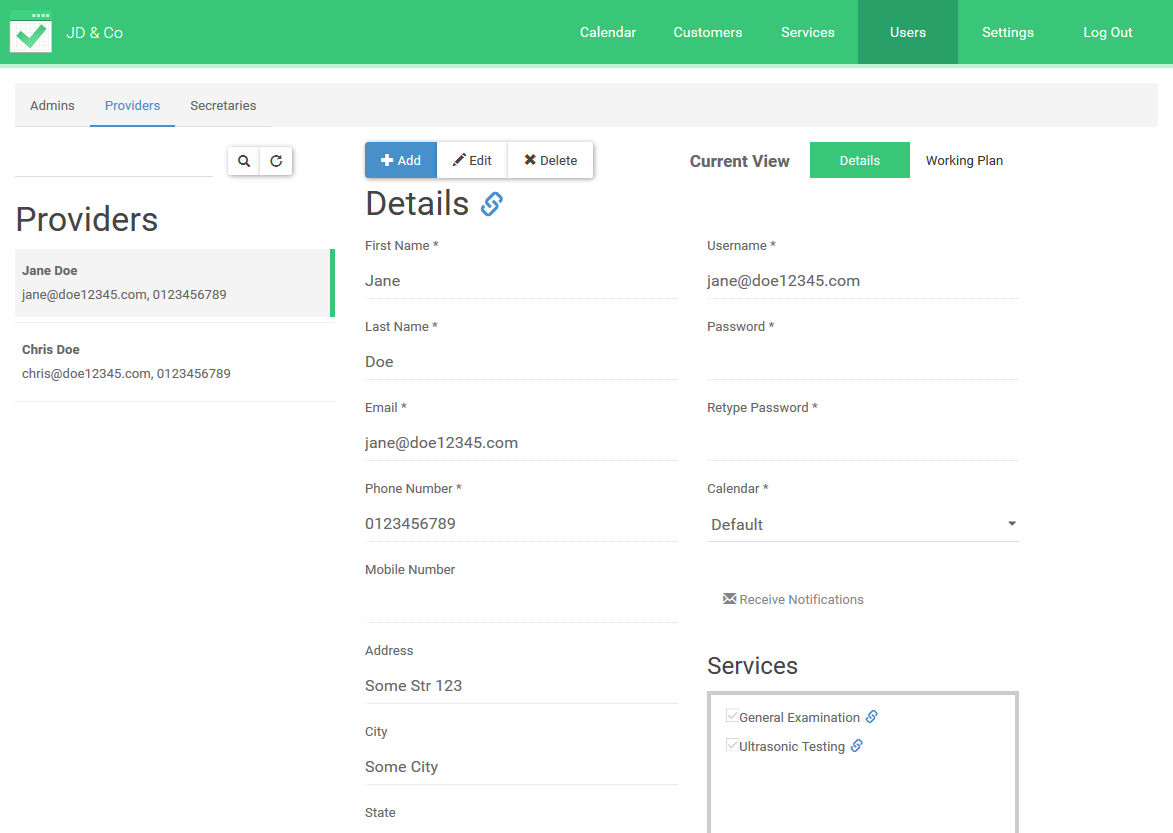 JD & Co
Calendar Customers Services Users Settings Log Out
Admins Providers Secretaries
Add Edit Delete
Current View Details Working Plan
Providers
Jane Doe
jane@doe12345.com, 0123456789
Chris Doe
chris@doe12345.com, 0123456789
Details
First Name *
Jane
Last Name *
Doe
Email *
jane@doe12345.com
Phone Number *
0123456789
Mobile Number
Address
Some Str 123
City
Some City
State
Username *
jane@doe12345.com
Password *
Retype Password *
Calendar *
Default
Receive Notifications
Services
General Examination
Ultrasonic Testing